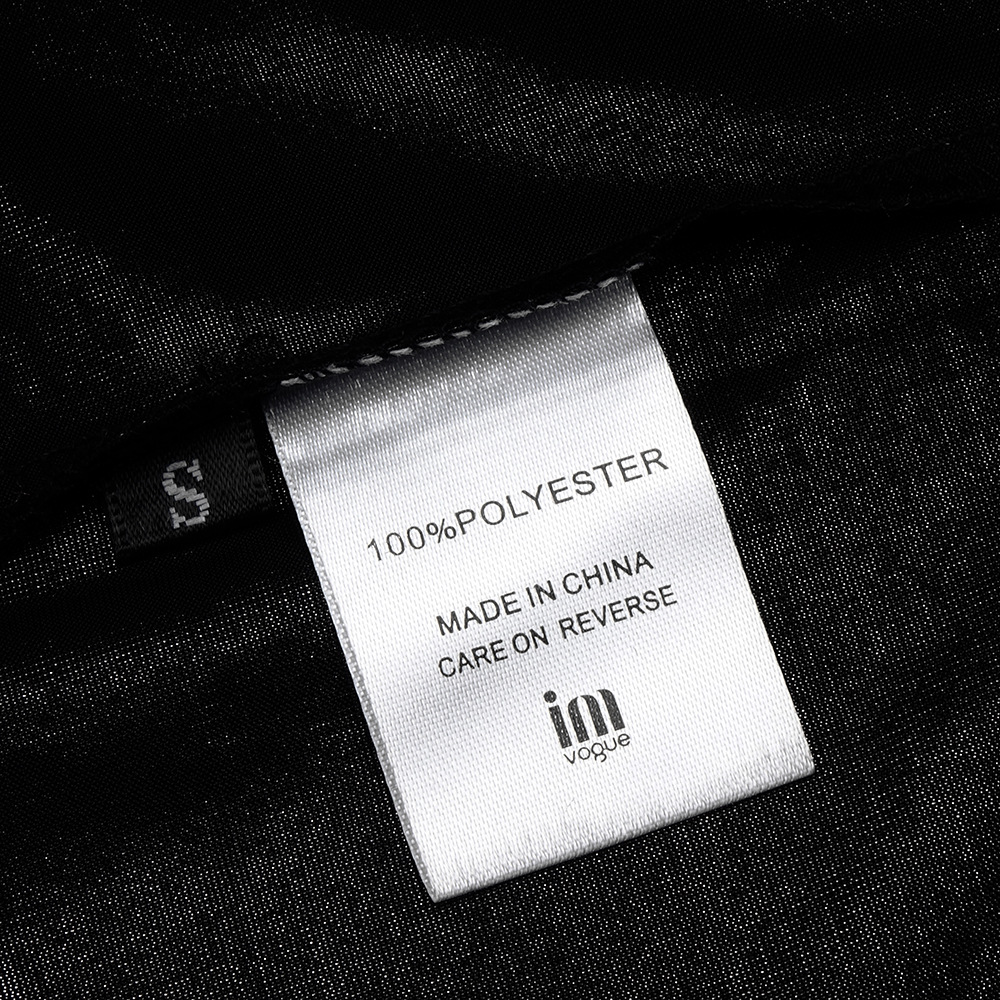 S
100%POLYESTER
MADE IN CHINA
CARE ON REVERSE
im
vogue